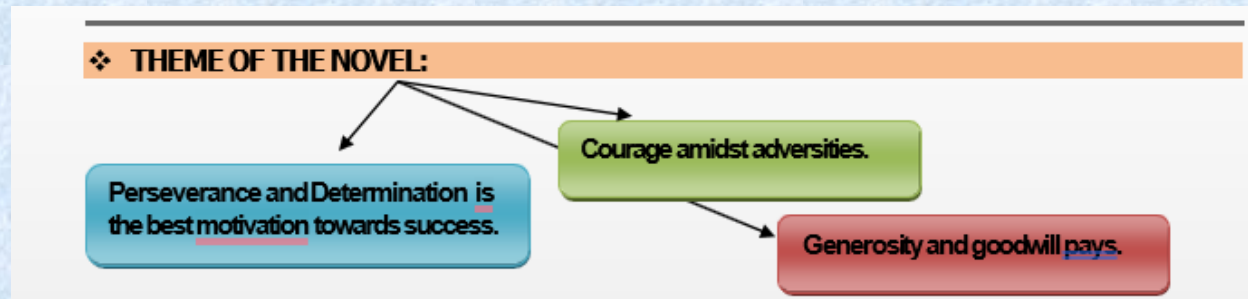 ❖ THEME OF THE NOVEL:
Courage amidst adversities.
Perseverance and Determination is
the best motivation towards success.
Generosity and goodwill pays.